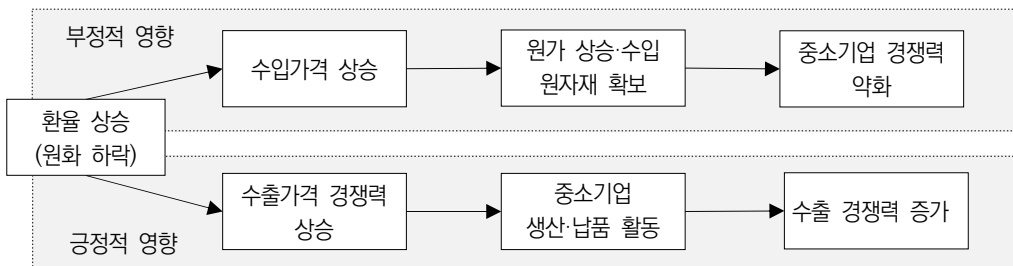 부정적 영향
수입가격 상승
원가 상승·수입
원자재 확보
중소기업 경쟁력
약화
환율 상승
(원화 하락)
수출가격 경쟁력
상승
중소기업
생산·납품 활동
수출 경쟁력 증가
긍정적 영향